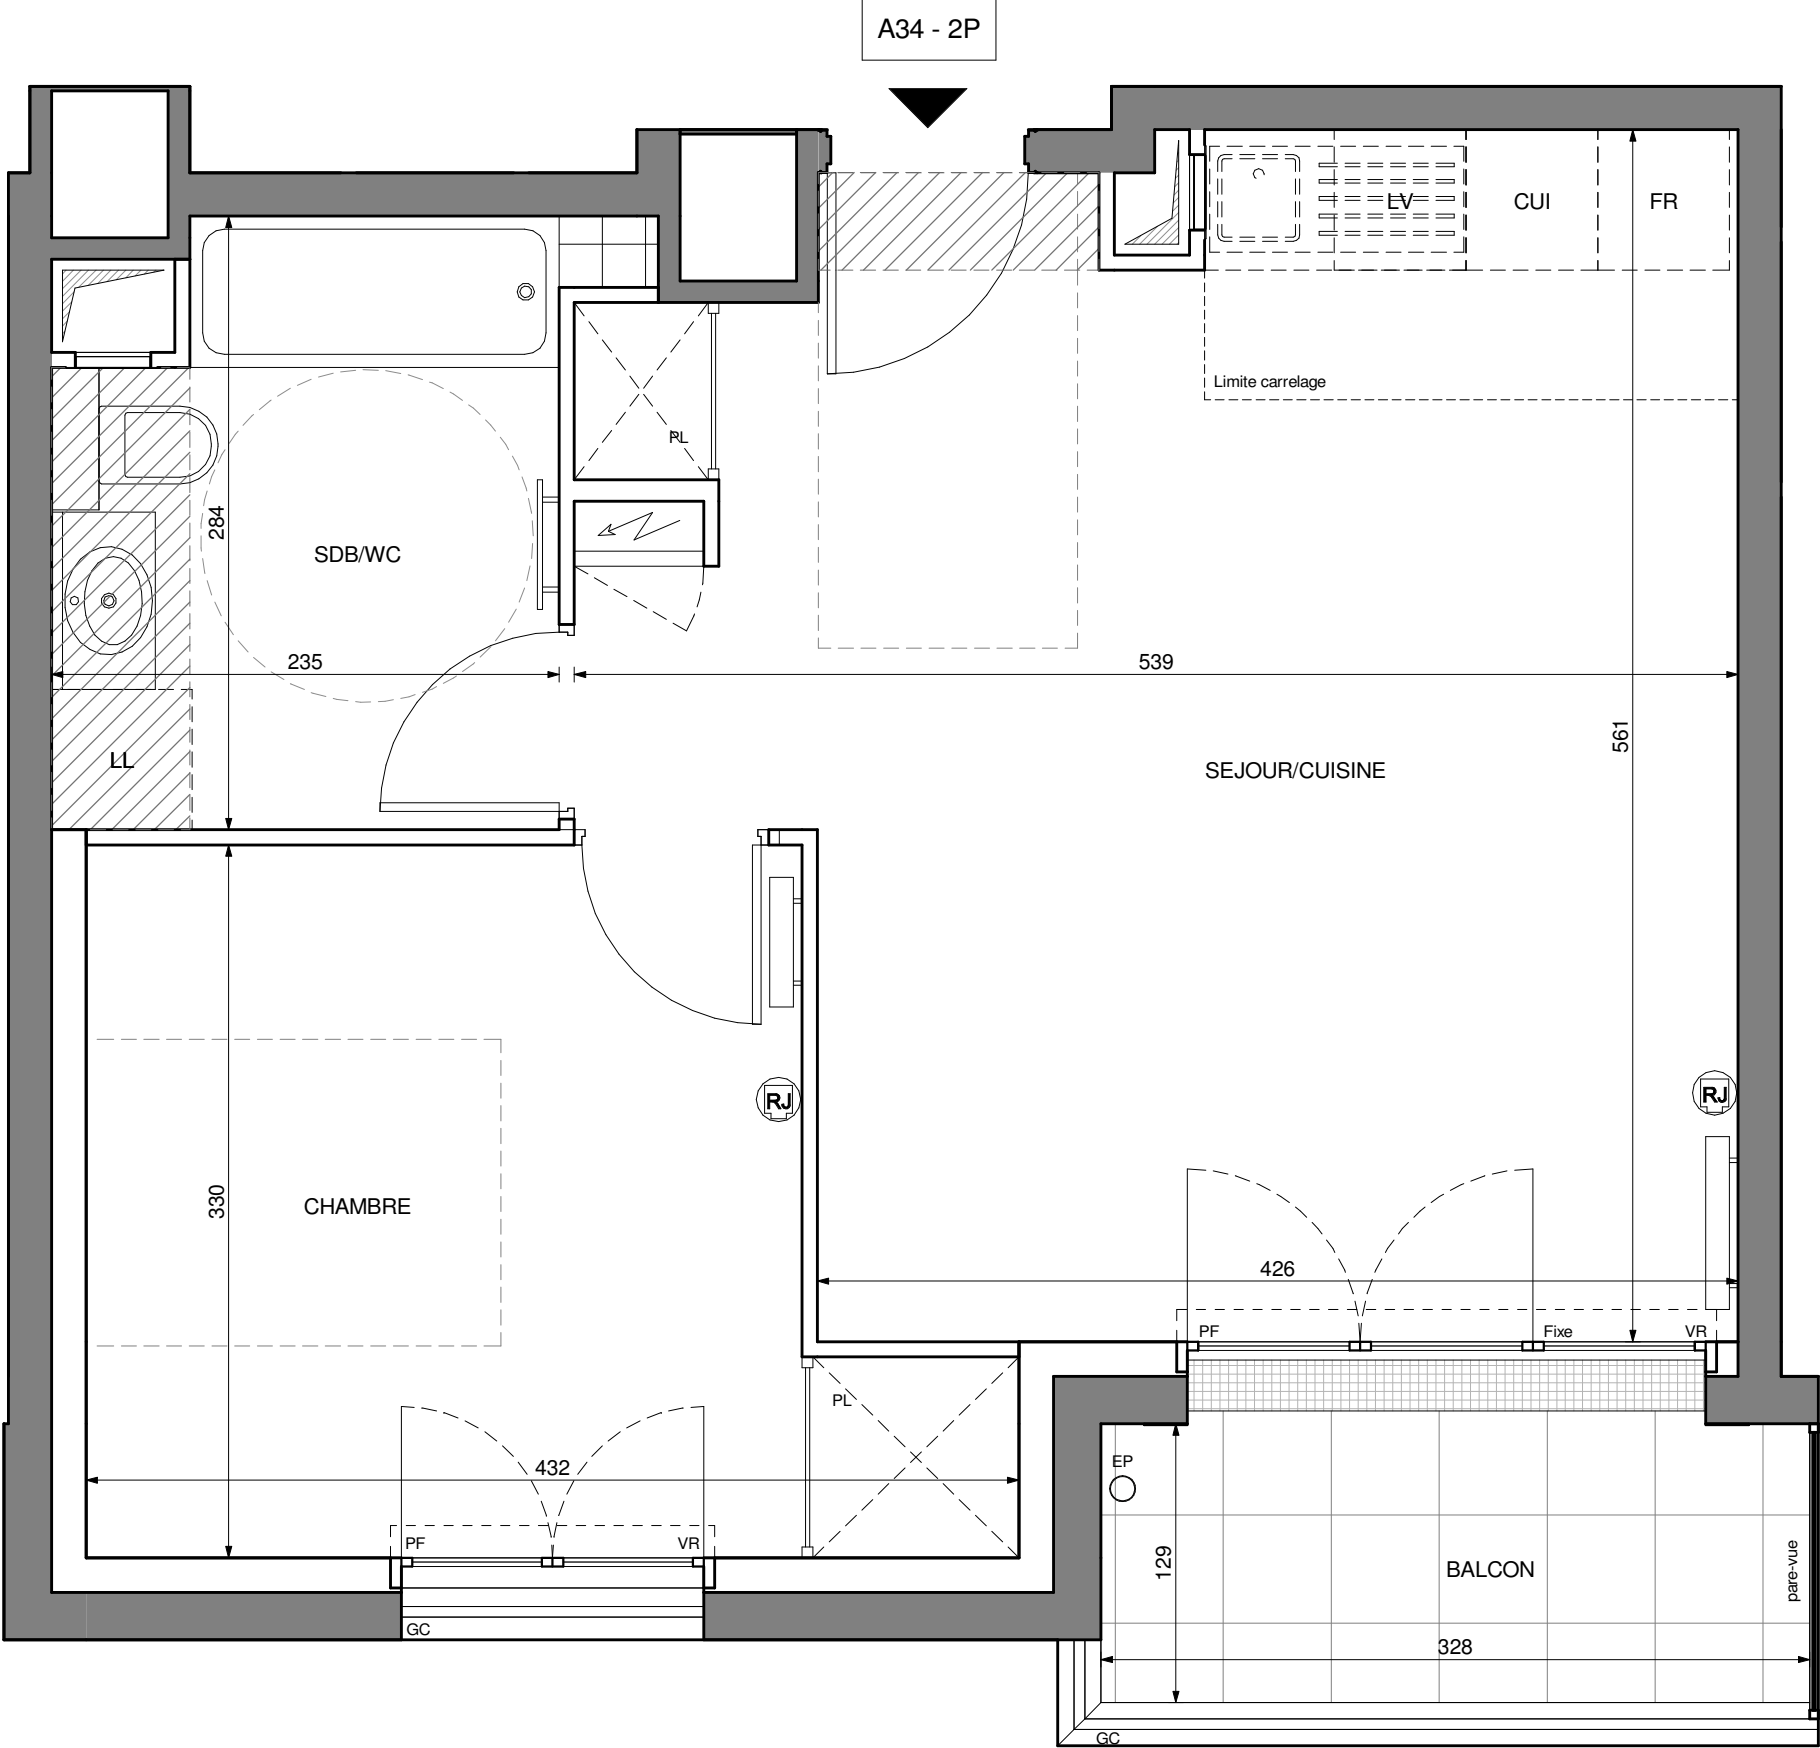 A34 - 2P
LV
CUI
FR
Limite carrelage
PL
284
SDB/WC
235
539
561
LL
SEJOUR/CUISINE
RJ
RJ
330
CHAMBRE
426
PF
Fixe
VR
PL
432
EP
PF
VR
129
BALCON
pare-vue
GC
328
GC